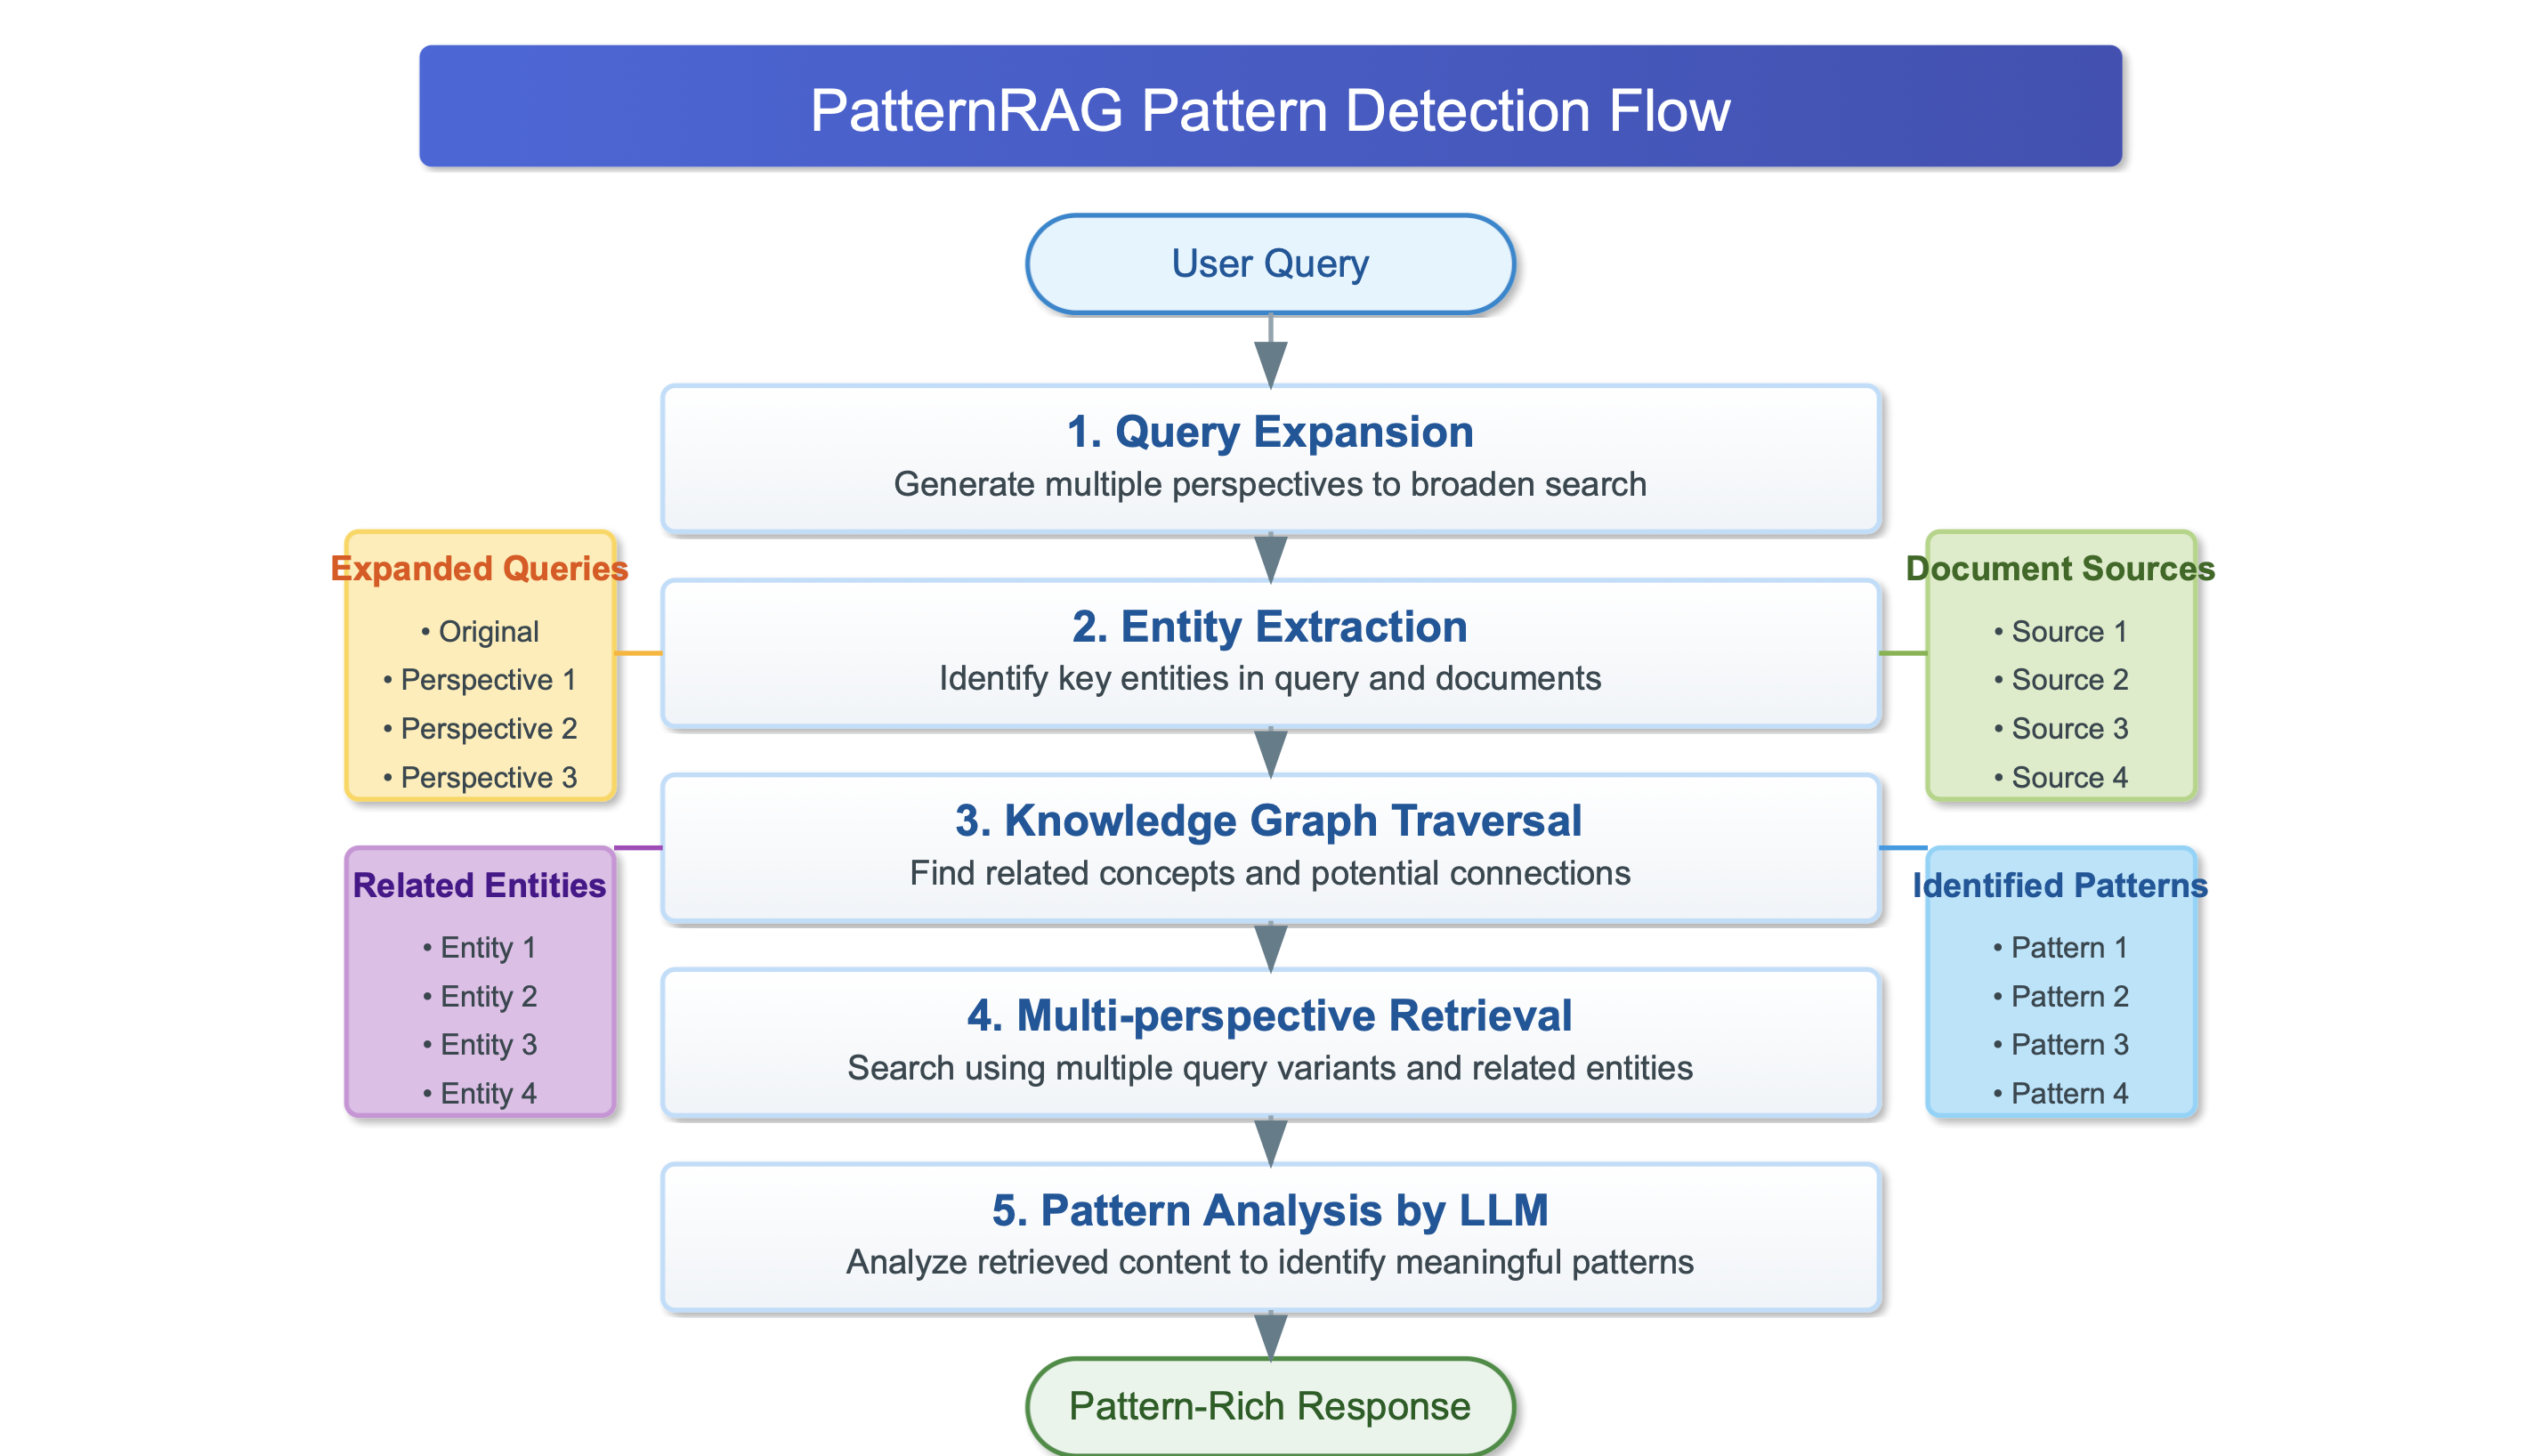 PatternRAG Pattern Detection Flow
User Query
1. Query Expansion
Generate multiple perspectives to broaden search
Expanded Queries
• Original
• Perspective 1
• Perspective 2
• Perspective 3
2. Entity Extraction
Identify key entities in query and documents
Document Sources
• Source 1
• Source 2
• Source 3
• Source 4
3. Knowledge Graph Traversal
Find related concepts and potential connections
Related Entities
• Entity 1
• Entity 2
• Entity 3
• Entity 4
Identified Patterns
• Pattern 1
• Pattern 2
• Pattern 3
• Pattern 4
4. Multi-perspective Retrieval
Search using multiple query variants and related entities
5. Pattern Analysis by LLM
Analyze retrieved content to identify meaningful patterns
Pattern-Rich Response